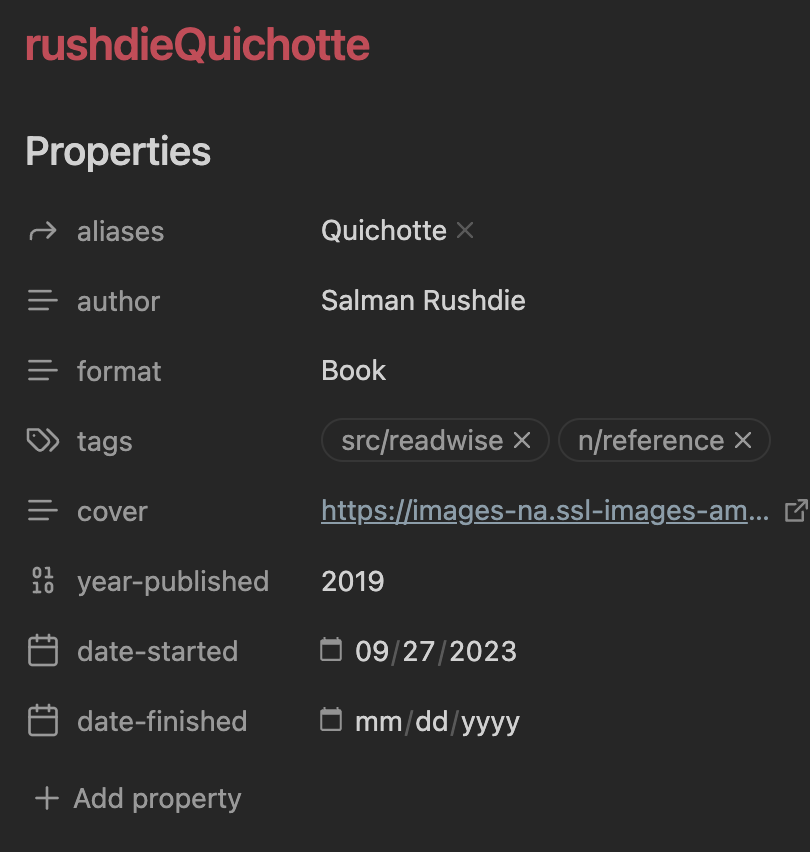 rushdieQuichotte
Properties
aliases Quichotte
author Salman Rushdie
format Book
tags src/readwise n/reference
cover https://images-na.ssl-images-am...
year-published 2019
date-started 09/27/2023
date-finished mm/dd/yyyy
+ Add property